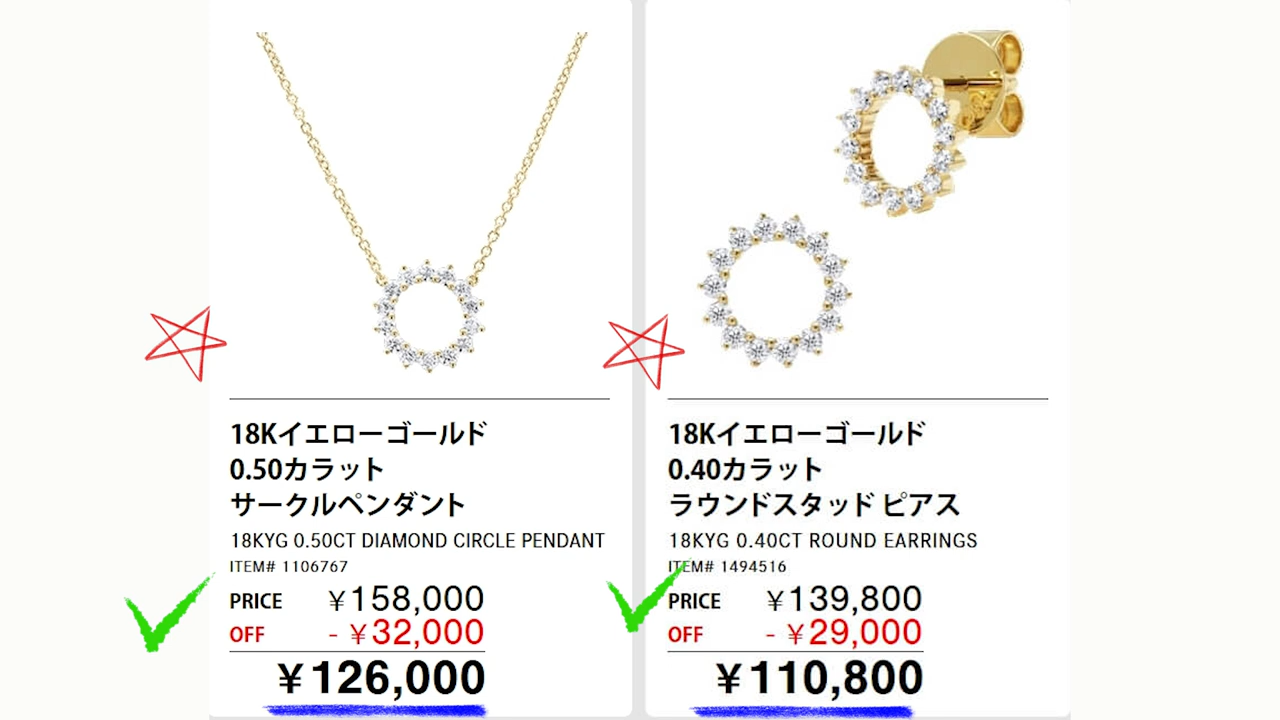 18Kイエローゴールド
0.50カラット
サークルペンダント
18KYG 0.50CT DIAMOND CIRCLE PENDANT
ITEM# 1106767
PRICE ¥158,000
OFF - ¥32,000
¥126,000
18Kイエローゴールド
0.40カラット
ラウンドスタッド ピアス
18KYG 0.40CT ROUND EARRINGS
ITEM# 1494516
PRICE ¥139,800
OFF - ¥29,000
¥110,800